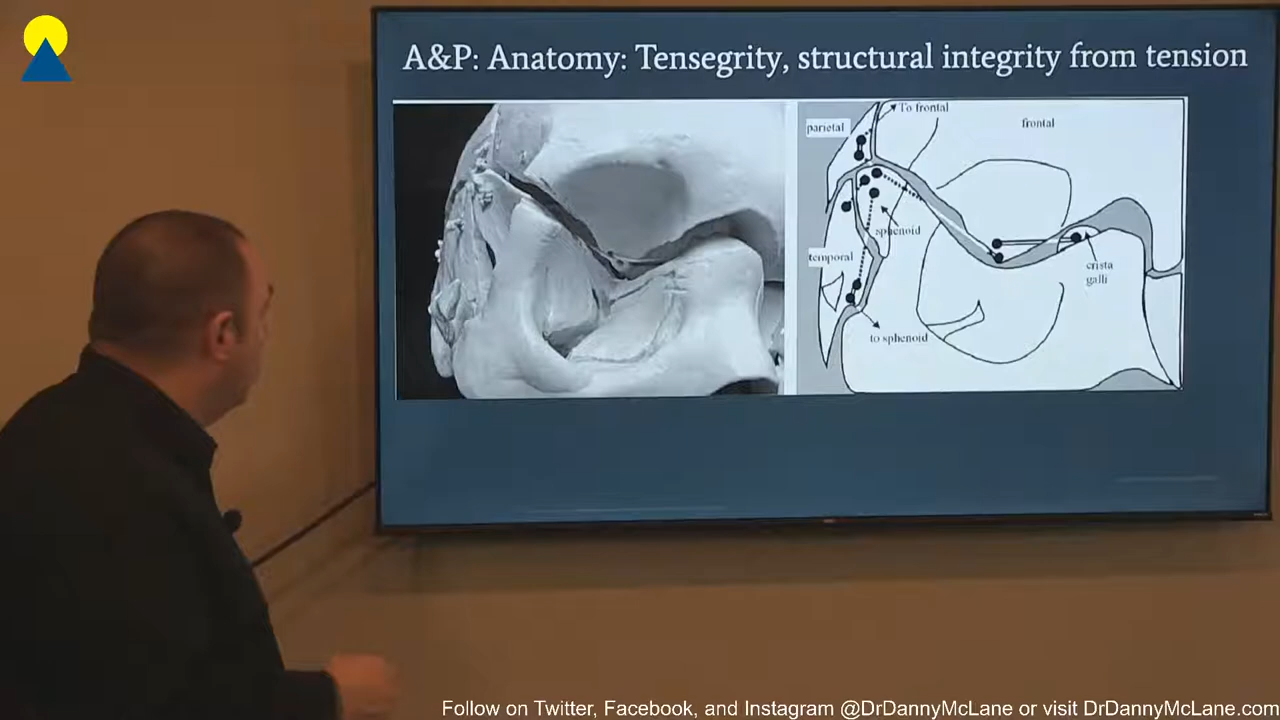 A&P: Anatomy: Tensegrity, structural integrity from tension
To frontal
parietal
frontal
sphenoid
temporal
crista
galli
to sphenoid
Follow on Twitter, Facebook, and Instagram @DrDannyMcLane or visit DrDannyMcLane.com